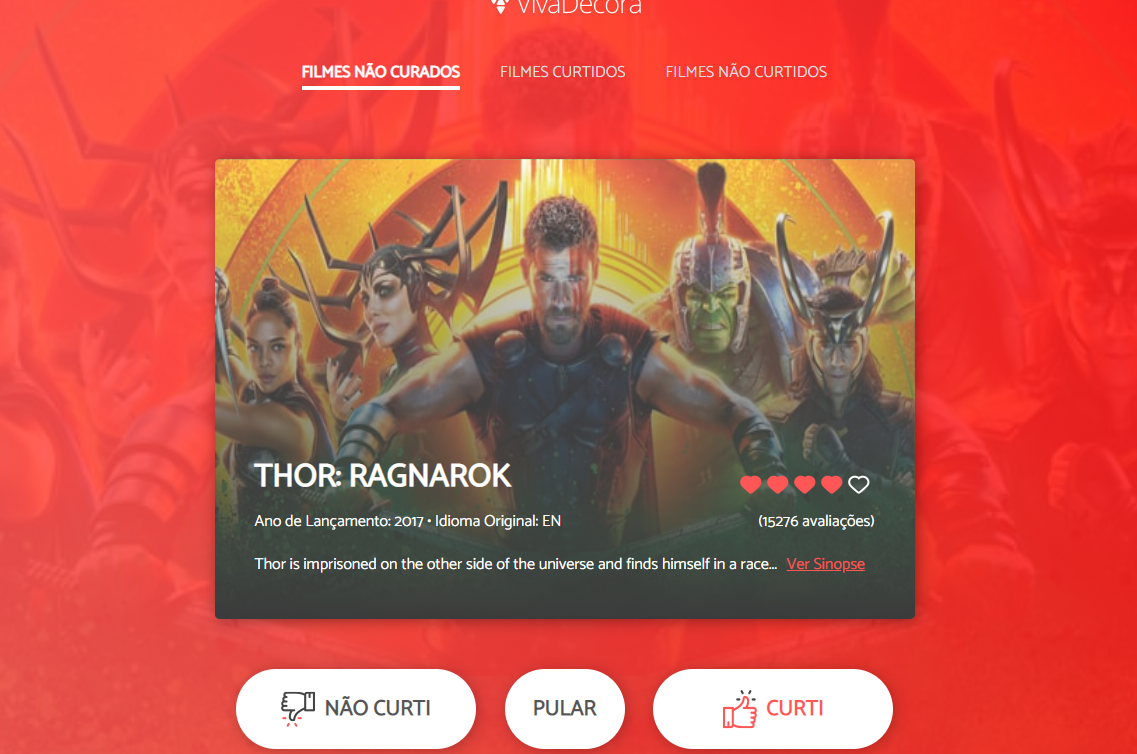 VivaDecora
FILMES NÃO CURADOS FILMES CURTIDOS FILMES NÃO CURTIDOS
THOR: RAGNAROK
Ano de Lançamento: 2017 • Idioma Original: EN (15276 avaliações)
Thor is imprisoned on the other side of the universe and finds himself in a race... Ver Sinopse
NÃO CURTI PULAR CURTI